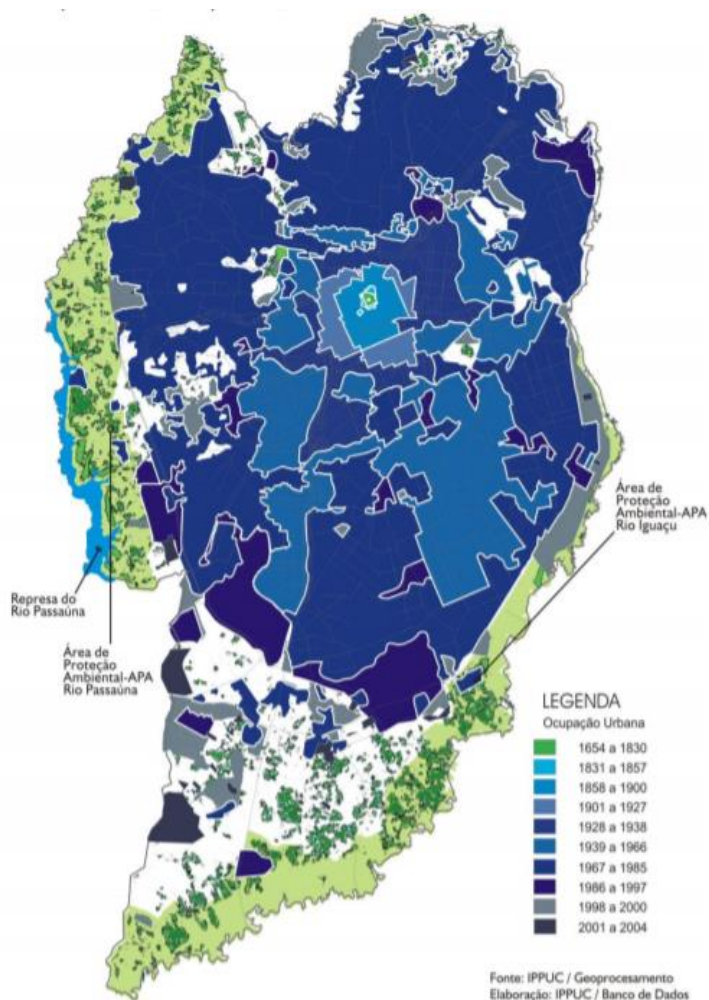 Represa do
Rio Passaúna
Área de
Proteção
Ambiental-APA
Rio Passaúna
Área de
Proteção
Ambiental-APA
Rio Iguaçu
LEGENDA
Ocupação Urbana
1654 a 1830
1831 a 1857
1858 a 1900
1901 a 1927
1928 a 1938
1939 a 1966
1967 a 1985
1986 a 1997
1998 a 2000
2001 a 2004
Fonte: IPPUC / Geoprocesamento
Elaboração: IPPUC / Banco de Dados